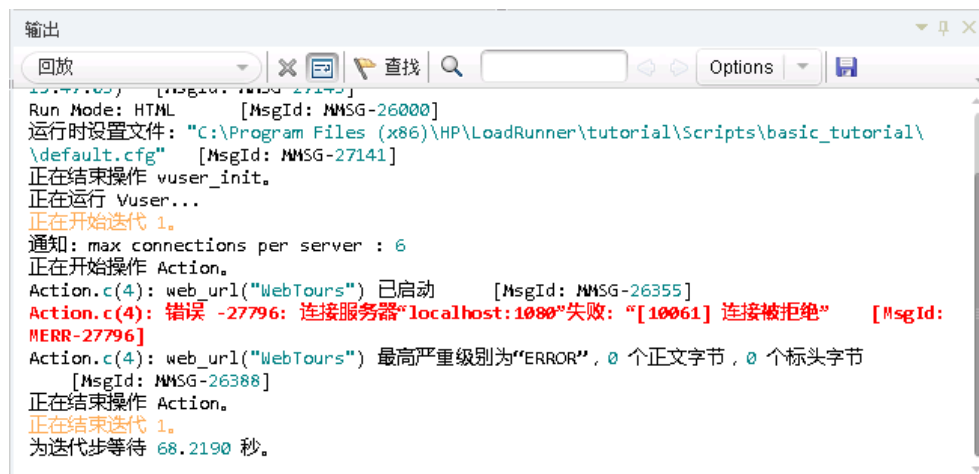 输出
回放 查找 Options
Run Mode: HTML [MsgId: MMSG-26000]
运行时设置文件: "C:\Program Files (x86)\HP\LoadRunner\tutorial\Scripts\basic_tutorial\
\default.cfg" [MsgId: MMSG-27141]
正在结束操作 vuser_init。
正在运行 Vuser...
正在开始迭代 1。
通知: max connections per server : 6
正在开始操作 Action。
Action.c(4): web_url("WebTours") 已启动 [MsgId: MMSG-26355]
Action.c(4): 错误 -27796: 连接服务器“localhost:1080”失败: “[10061] 连接被拒绝” [MsgId:
MERR-27796]
Action.c(4): web_url("WebTours") 最高严重级别为“ERROR”，0 个正文字节，0 个标头字节
[MsgId: MMSG-26388]
正在结束操作 Action。
正在结束迭代 1。
为迭代步等待 68.2190 秒。